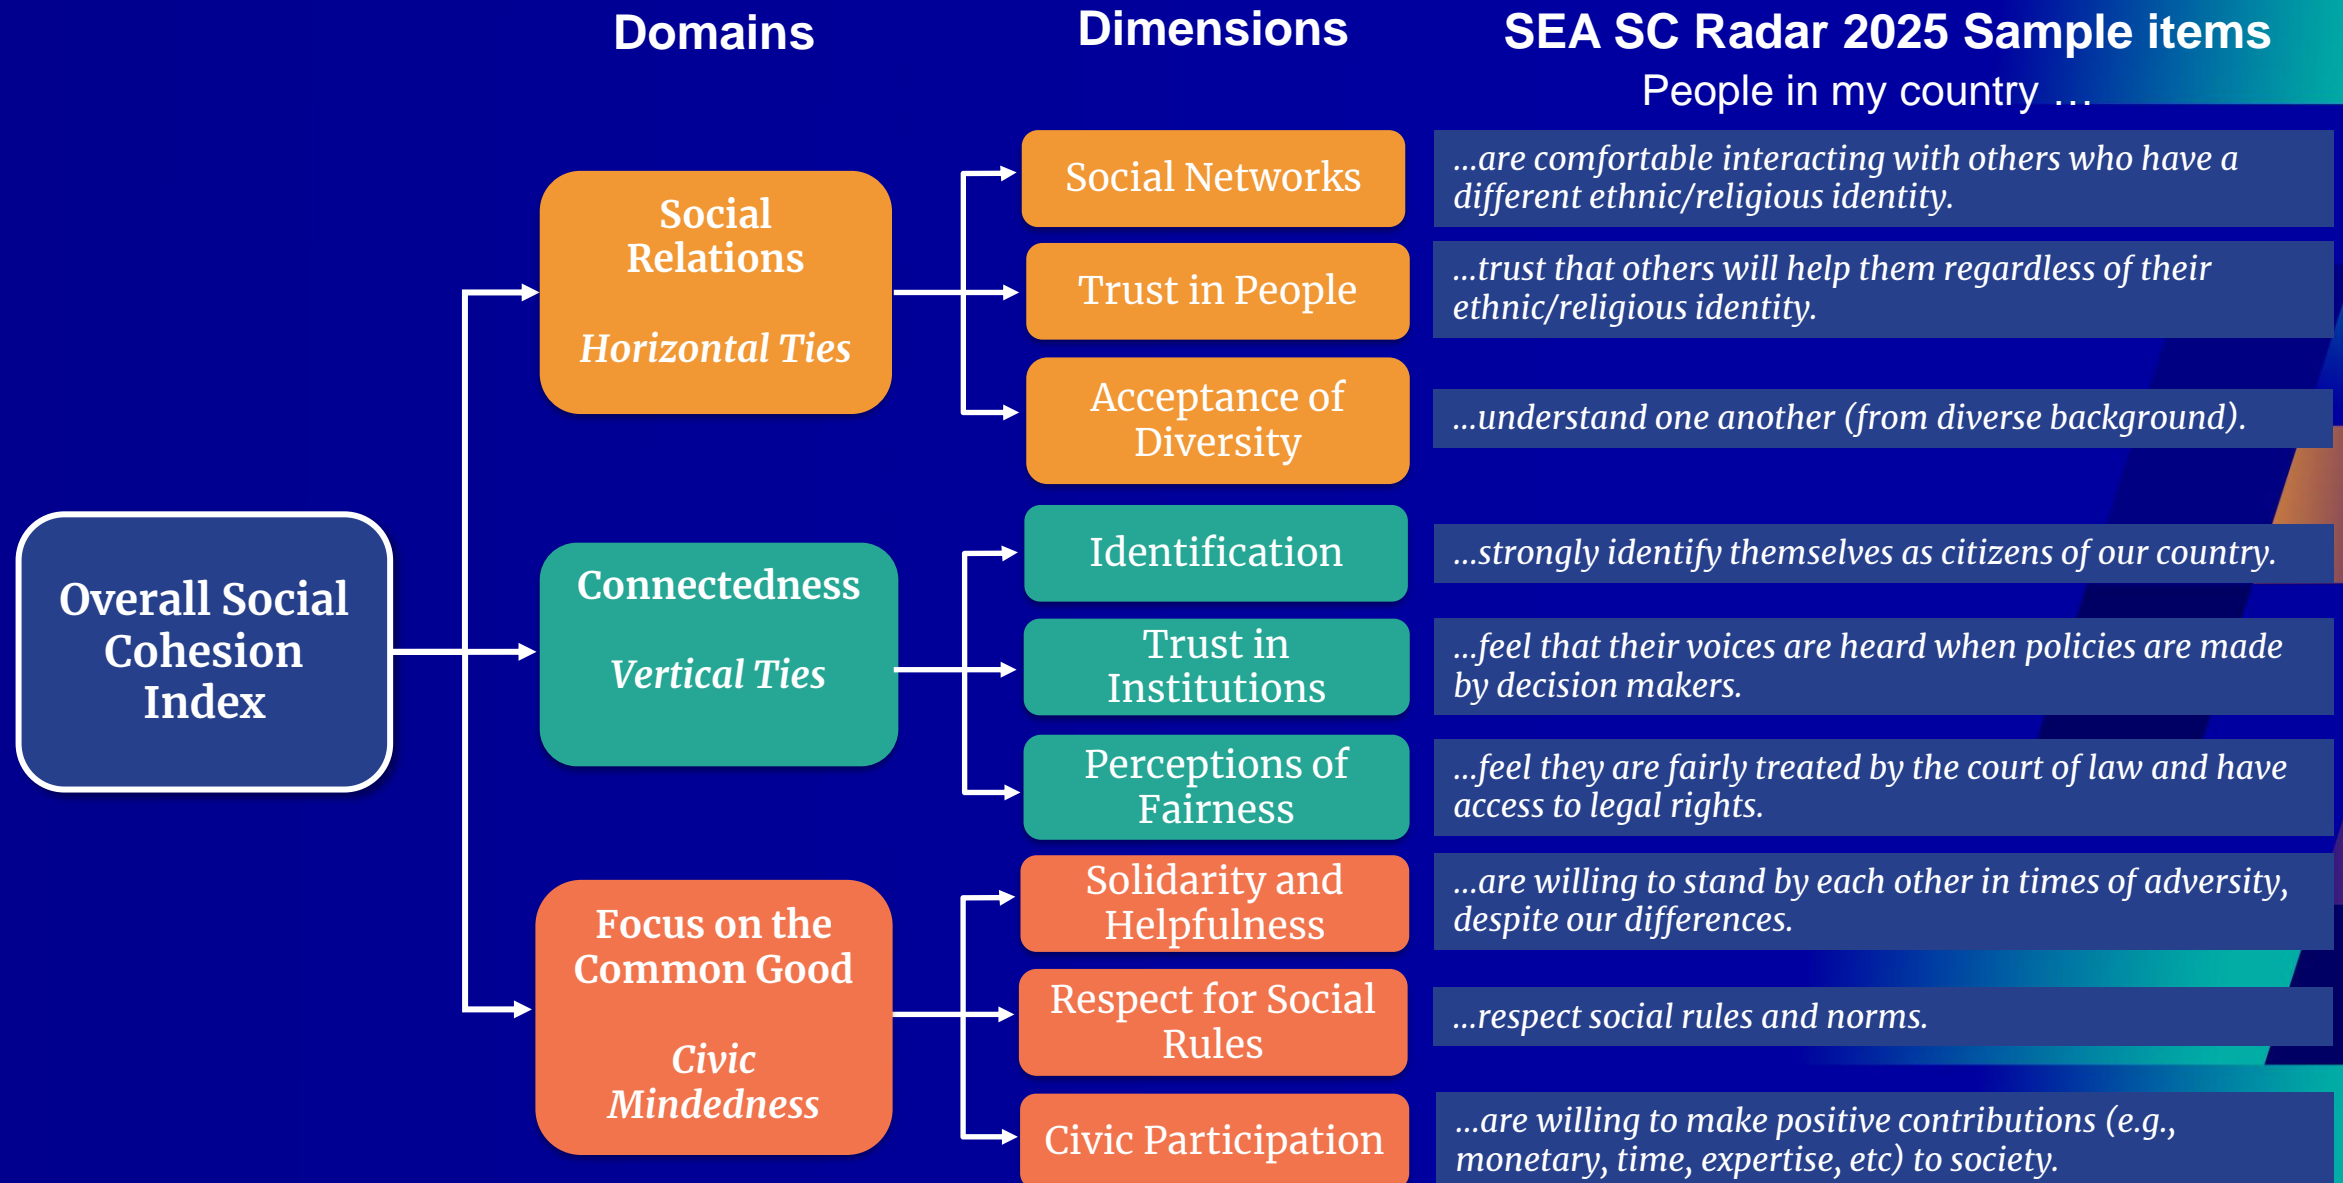 Domains
Dimensions
SEA SC Radar 2025 Sample items
People in my country …
Overall Social
Cohesion
Index
Social
Relations
Horizontal Ties
Social Networks
…are comfortable interacting with others who have a
different ethnic/religious identity.
Trust in People
…trust that others will help them regardless of their
ethnic/religious identity.
Acceptance of
Diversity
…understand one another (from diverse background).
Connectedness
Vertical Ties
Identification
…strongly identify themselves as citizens of our country.
Trust in
Institutions
…feel that their voices are heard when policies are made
by decision makers.
Perceptions of
Fairness
…feel they are fairly treated by the court of law and have
access to legal rights.
Focus on the
Common Good
Civic
Mindedness
Solidarity and
Helpfulness
…are willing to stand by each other in times of adversity,
despite our differences.
Respect for Social
Rules
…respect social rules and norms.
Civic Participation
…are willing to make positive contributions (e.g.,
monetary, time, expertise, etc) to society.